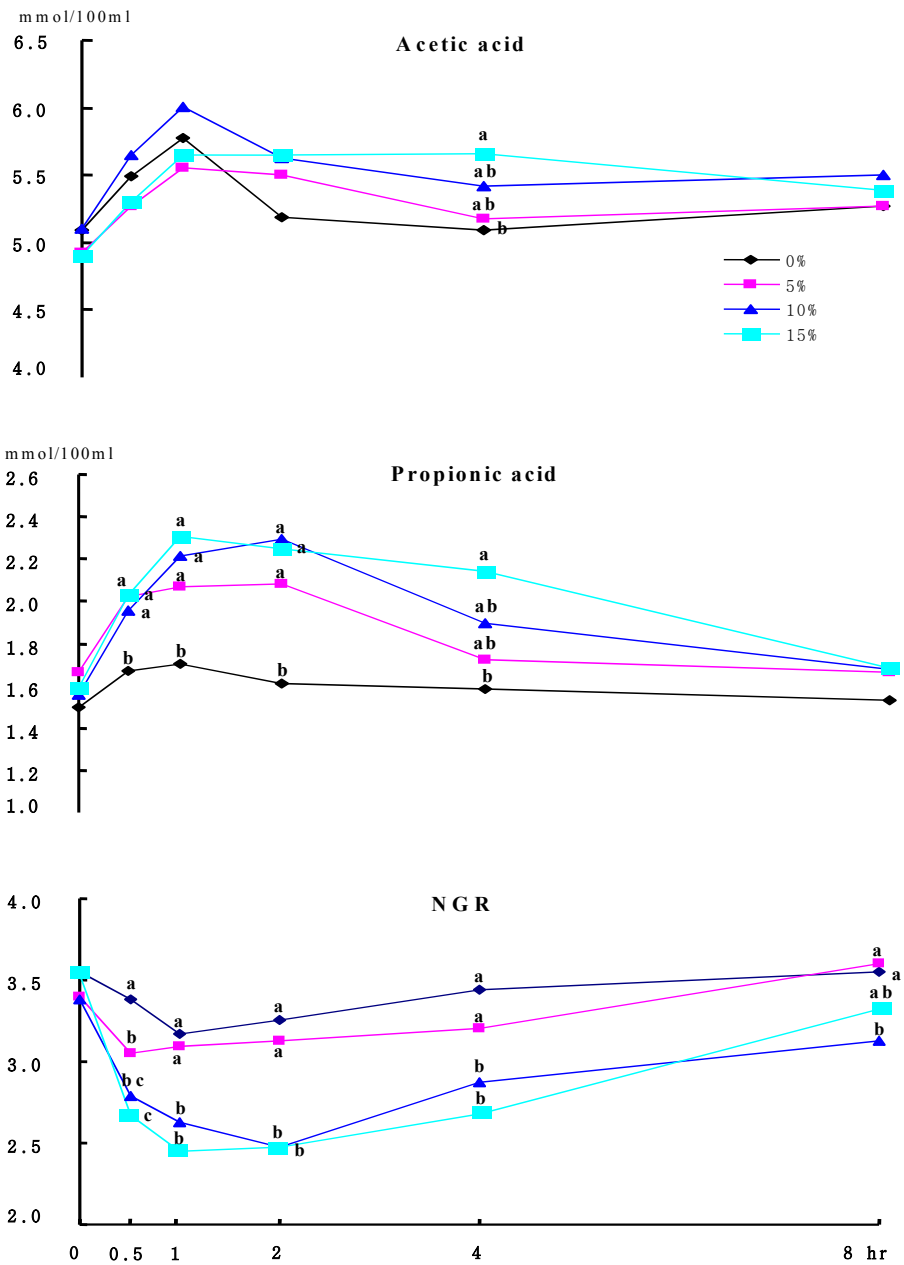 mmol/100ml
Acetic acid
6.5
6.0
a
5.5
ab
ab
5.0
b
0%
5%
4.5
10%
15%
4.0
mmol/100ml
Propionic acid
2.6
2.4
a
a
2.2
a
a
a
a
a
a
2.0
a
a
ab
1.8
ab
b
b
b
b
1.6
1.4
1.2
1.0
4.0
NGR
a
3.5
a
a
a
ab
a
a
a
b
a
a
b
3.0
b
bc
b
b
c
b
b
b
2.5
2.0
0 0.5 1 2 4 8 hr